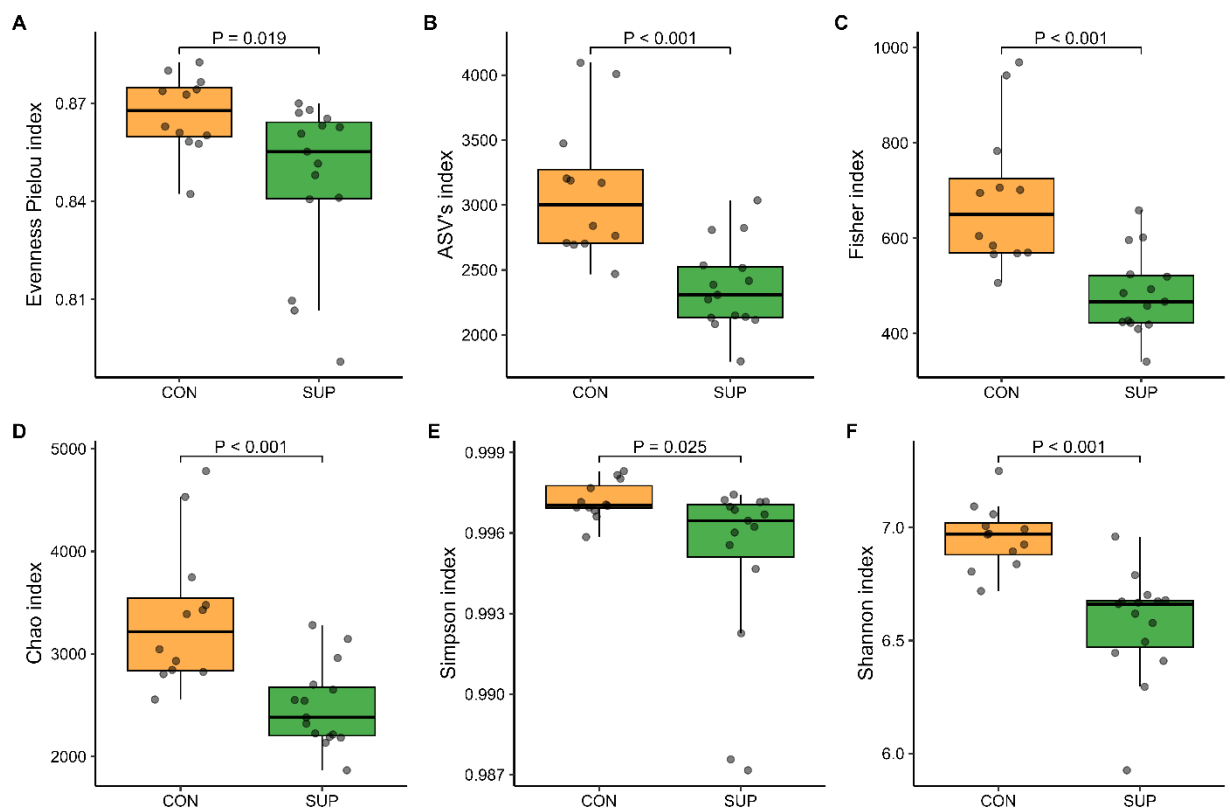 A
P = 0.019
Evenness Pielou index
0.87
0.84
0.81
CON
SUP
B
P < 0.001
ASV's index
4000
3500
3000
2500
2000
CON
SUP
C
P < 0.001
Fisher index
1000
800
600
400
CON
SUP
D
P < 0.001
Chao index
5000
4000
3000
2000
CON
SUP
E
P = 0.025
Simpson index
0.999
0.996
0.993
0.990
0.987
CON
SUP
F
P < 0.001
Shannon index
7.0
6.5
6.0
CON
SUP